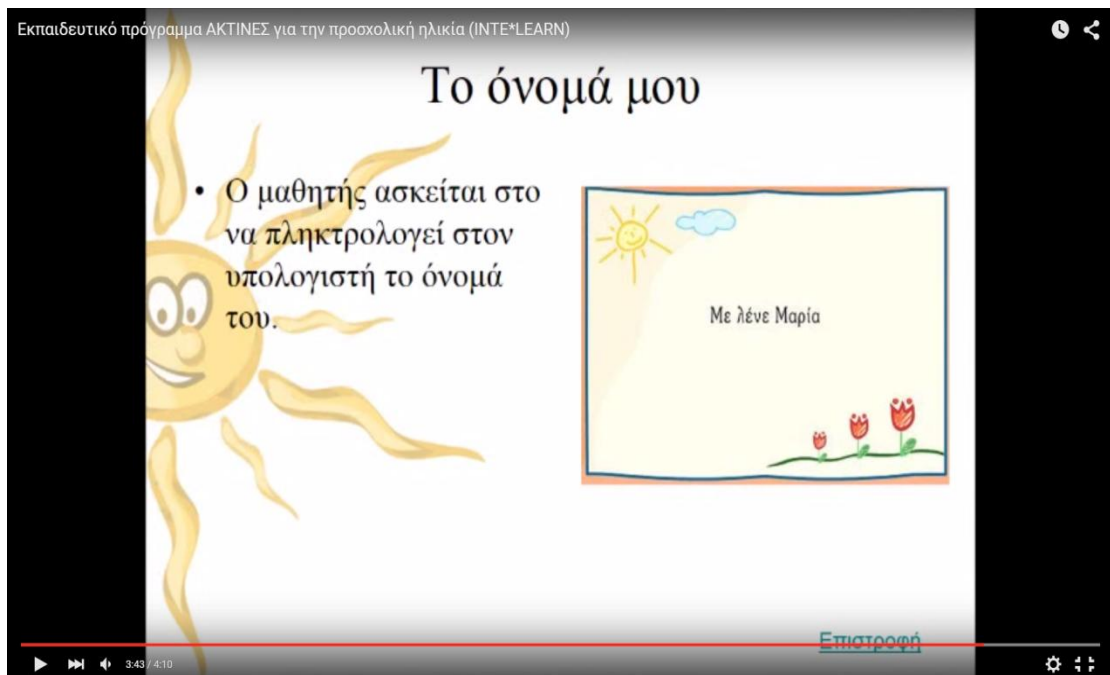 Εκπαιδευτικό πρόγραμμα ΑΚΤΙΝΕΣ για την προσχολική ηλικία (INTE*LEARN)
Το όνομά μου
• Ο μαθητής ασκείται στο
να πληκτρολογεί στον
υπολογιστή το όνομά
του.
Με λένε Μαρία
Επιστροφή
3:43 / 4:10